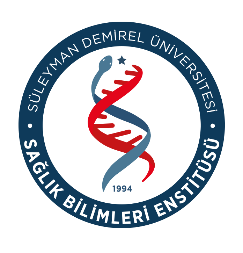 SÜLEYMAN DEMİREL ÜNİVERSİTESİ
1994
SAĞLIK BİLİMLERİ ENSTİTÜSÜ